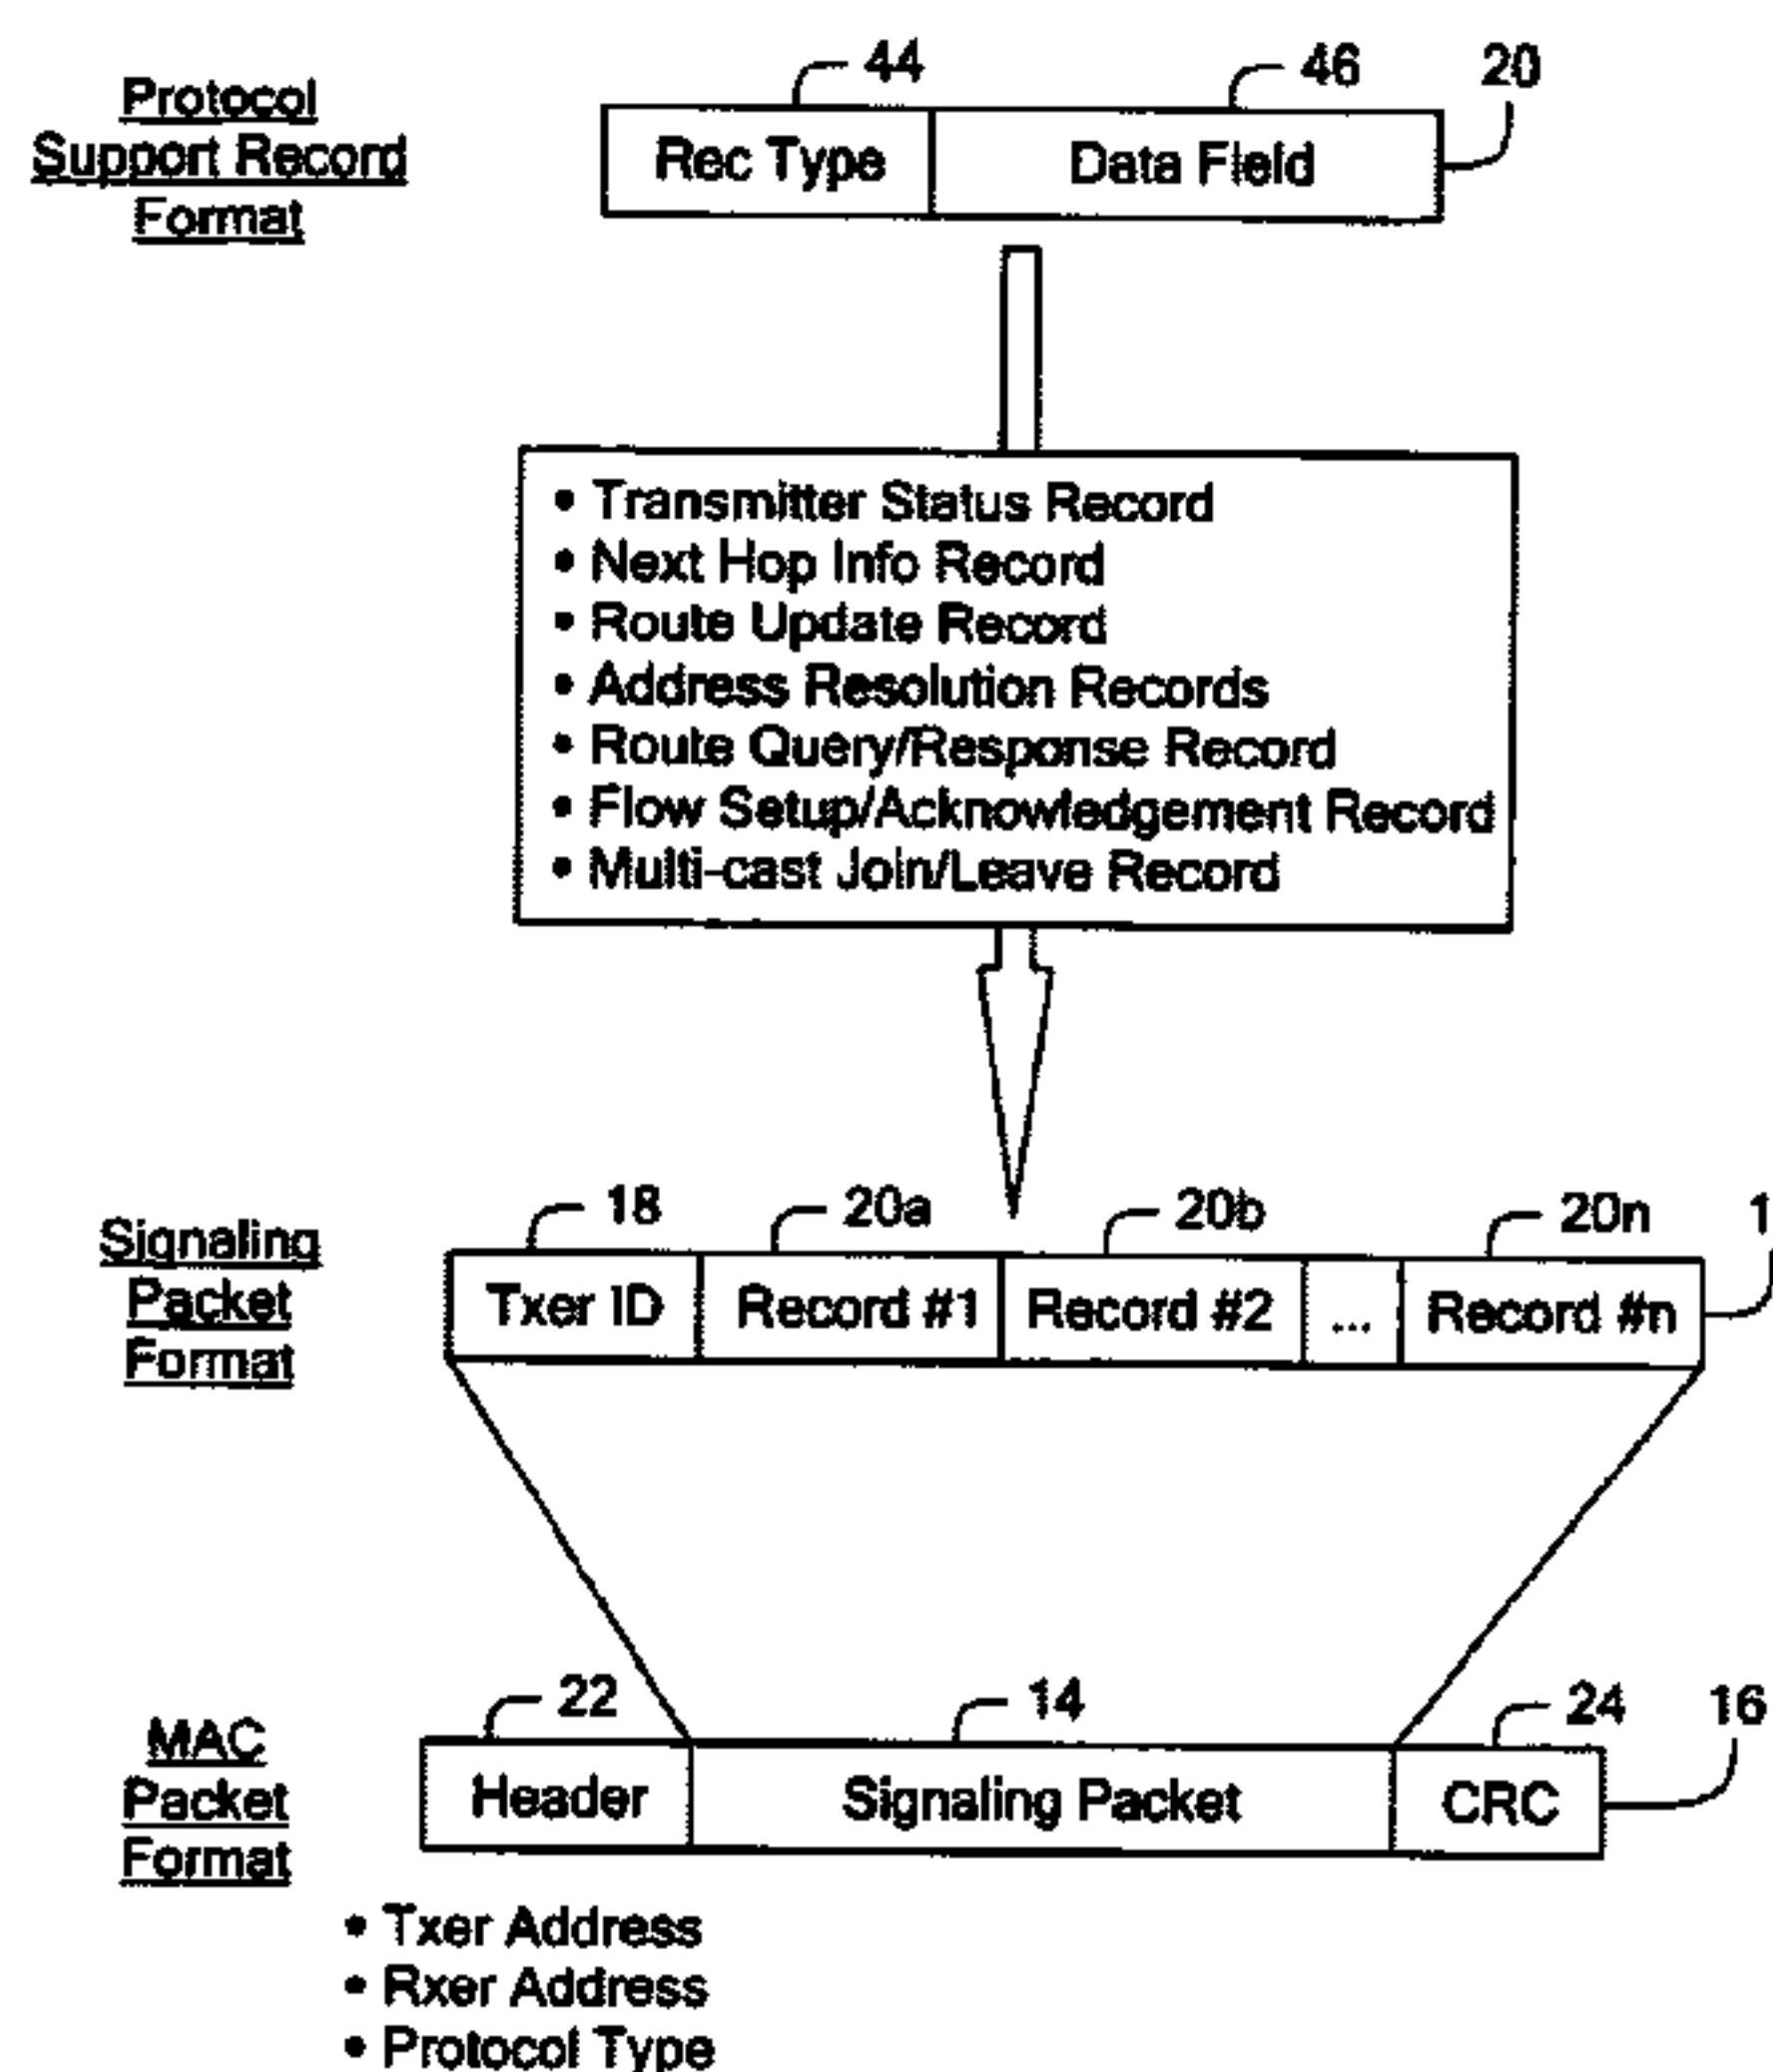 44 46 20
Protocol
Support Record
Format
Rec Type Data Field
• Transmitter Status Record
• Next Hop Info Record
• Route Update Record
• Address Resolution Records
• Route Query/Response Record
• Flow Setup/Acknowledgement Record
• Multi-cast Join/Leave Record
18 20a 20b 20n 1
Signaling
Packet
Format
Txer ID Record #1 Record #2 ... Record #n
22 14 24 16
MAC
Packet
Format
Header Signaling Packet CRC
• Txer Address
• Rxer Address
• Protocol Type